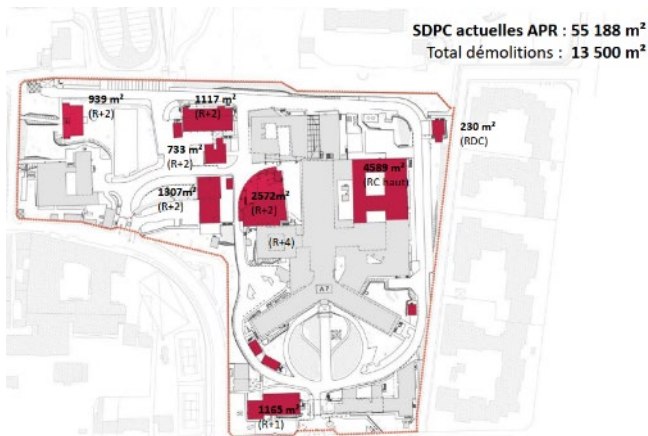 SDPC actuelles APR : 55 188 m²
Total démolitions : 13 500 m²
939 m²
(R+2)
1117 m²
(R+2)
230 m²
(RDC)
733 m²
(R+2)
4589 m²
(RC haut)
1307m²
(R+2)
2572m²
(R+2)
(R+4)
A7
1165 m²
(R+1)